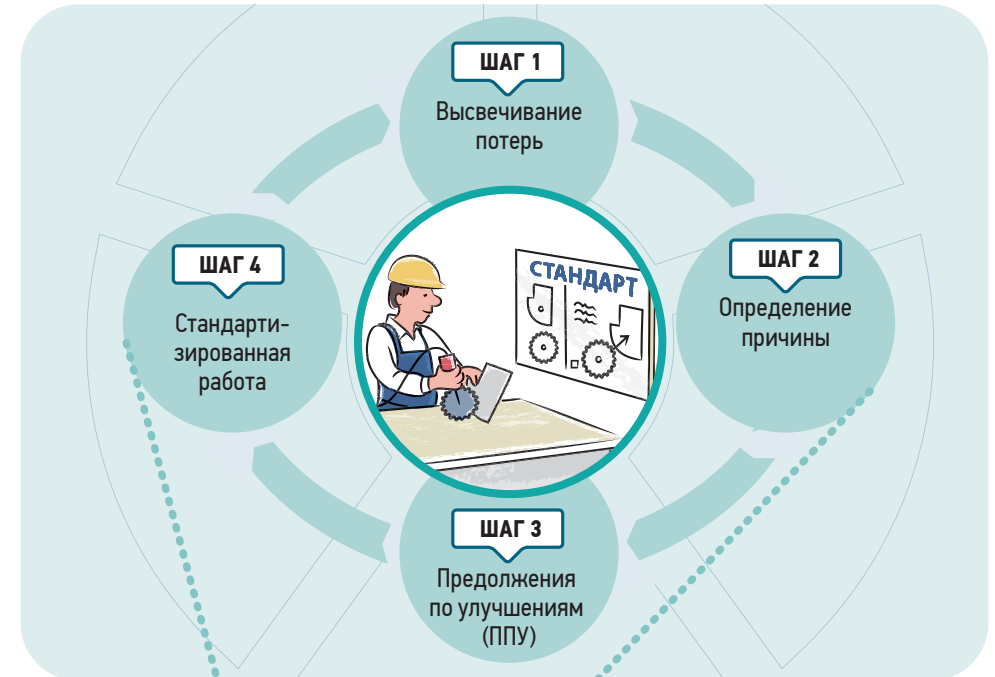 ШАГ 1
Высвечивание
потерь
ШАГ 2
Определение
причины
ШАГ 3
Предолжения
по улучшениям
(ППУ)
ШАГ 4
Стандарти-
зированная
работа
СТАНДАРТ